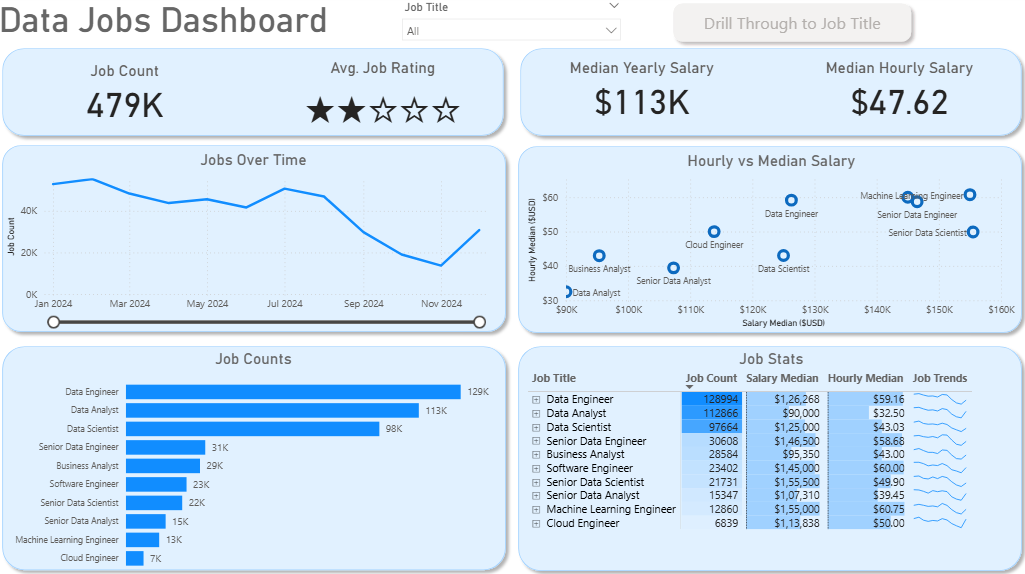 Data Jobs Dashboard
Job Title
All
Drill Through to Job Title
Job Count
479K
Avg. Job Rating
Median Yearly Salary
$113K
Median Hourly Salary
$47.62
Jobs Over Time
Job Count
40K
20K
0K
Jan 2024 Mar 2024 May 2024 Jul 2024 Sep 2024 Nov 2024
Hourly vs Median Salary
Hourly Median ($USD)
$60
$50
$40
$30
Machine Learning Engineer
Data Engineer
Senior Data Engineer
Senior Data Scientist
Cloud Engineer
Business Analyst
Data Scientist
Senior Data Analyst
Data Analyst
$90K $100K $110K $120K $130K $140K $150K $160K
Salary Median ($USD)
Job Counts
Data Engineer 129K
Data Analyst 113K
Data Scientist 98K
Senior Data Engineer 31K
Business Analyst 29K
Software Engineer 23K
Senior Data Scientist 22K
Senior Data Analyst 15K
Machine Learning Engineer 13K
Cloud Engineer 7K
Job Stats
Job Title Job Count Salary Median Hourly Median Job Trends
Data Engineer 128994 $1,26,268 $59.16
Data Analyst 112866 $90,000 $32.50
Data Scientist 97664 $1,25,000 $43.03
Senior Data Engineer 30608 $1,46,500 $58.68
Business Analyst 28584 $95,350 $43.00
Software Engineer 23402 $1,45,000 $60.00
Senior Data Scientist 21731 $1,55,500 $49.90
Senior Data Analyst 15347 $1,07,310 $39.45
Machine Learning Engineer 12860 $1,55,000 $60.75
Cloud Engineer 6839 $1,13,838 $50.00